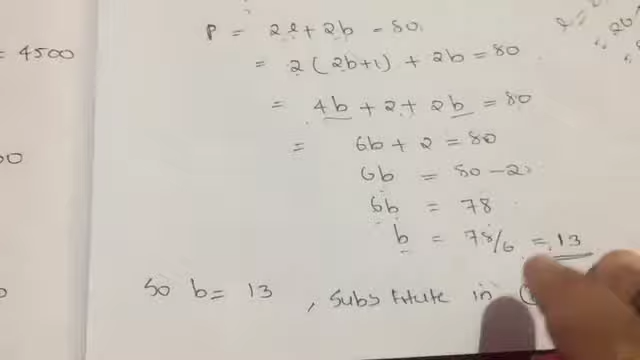 = 4500
P = 2l + 2b = 80
= 2(2b+1) + 2b = 80
= 4b + 2 + 2b = 80
= 6b + 2 = 80
6b = 80 - 2
6b = 78
b = 78/6 = 13
So b = 13, Substitute in